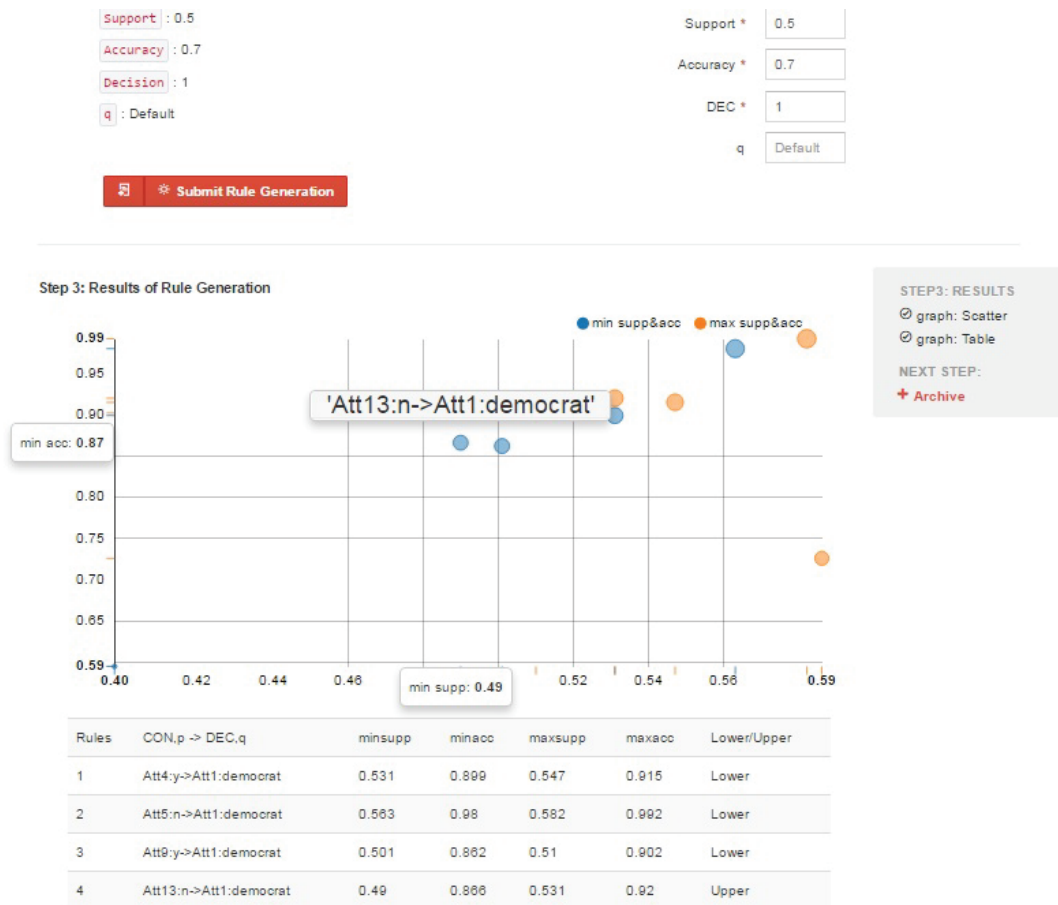 Support : 0.5
Accuracy : 0.7
Decision : 1
q : Default
Support * 0.5
Accuracy * 0.7
DEC * 1
q Default
Submit Rule Generation
Step 3: Results of Rule Generation
min supp&acc max supp&acc
0.99
0.95
0.90
'Att13:n->Att1:democrat'
min acc: 0.87
0.80
0.75
0.70
0.65
0.59
0.40 0.42 0.44 0.46 0.52 0.54 0.56 0.59
min supp: 0.49
STEP3: RESULTS
graph: Scatter
graph: Table
NEXT STEP:
+ Archive
Rules CON,p -> DEC,q minsupp minacc maxsupp maxacc Lower/Upper
1 Att4:y->Att1:democrat 0.531 0.899 0.547 0.915 Lower
2 Att5:n->Att1:democrat 0.563 0.98 0.582 0.992 Lower
3 Att9:y->Att1:democrat 0.501 0.862 0.51 0.902 Lower
4 Att13:n->Att1:democrat 0.49 0.866 0.531 0.92 Upper